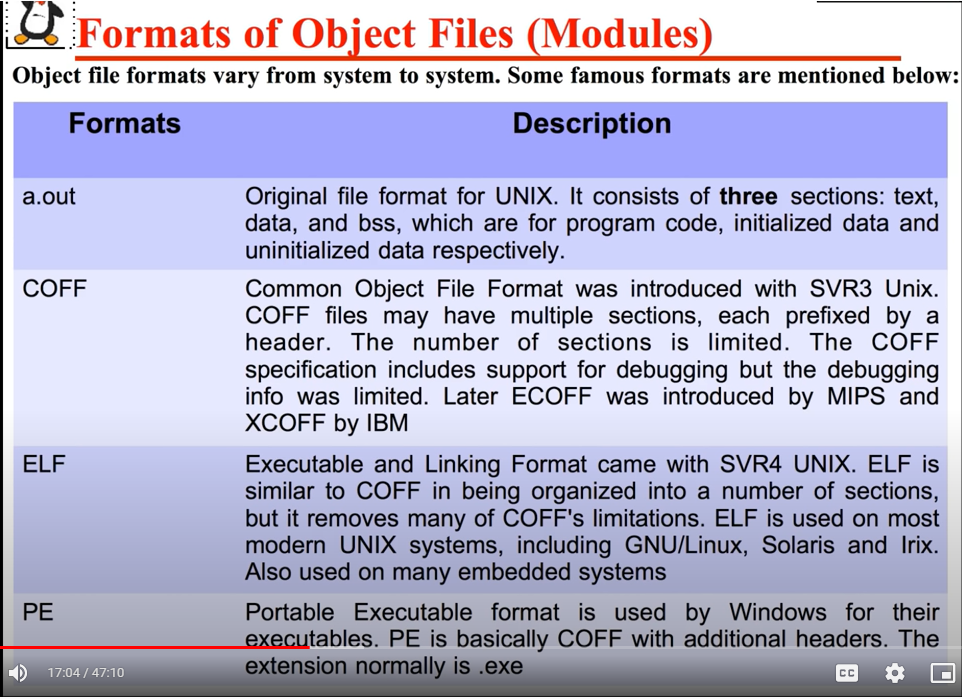 Formats of Object Files (Modules)
Object file formats vary from system to system. Some famous formats are mentioned below:
Formats Description
a.out Original file format for UNIX. It consists of three sections: text,
data, and bss, which are for program code, initialized data and
uninitialized data respectively.
COFF Common Object File Format was introduced with SVR3 Unix.
COFF files may have multiple sections, each prefixed by a
header. The number of sections is limited. The COFF
specification includes support for debugging but the debugging
info was limited. Later ECOFF was introduced by MIPS and
XCOFF by IBM
ELF Executable and Linking Format came with SVR4 UNIX. ELF is
similar to COFF in being organized into a number of sections,
but it removes many of COFF's limitations. ELF is used on most
modern UNIX systems, including GNU/Linux, Solaris and Irix.
Also used on many embedded systems
PE Portable Executable format is used by Windows for their
executables. PE is basically COFF with additional headers. The
extension normally is .exe
17:04 / 47:10
CC